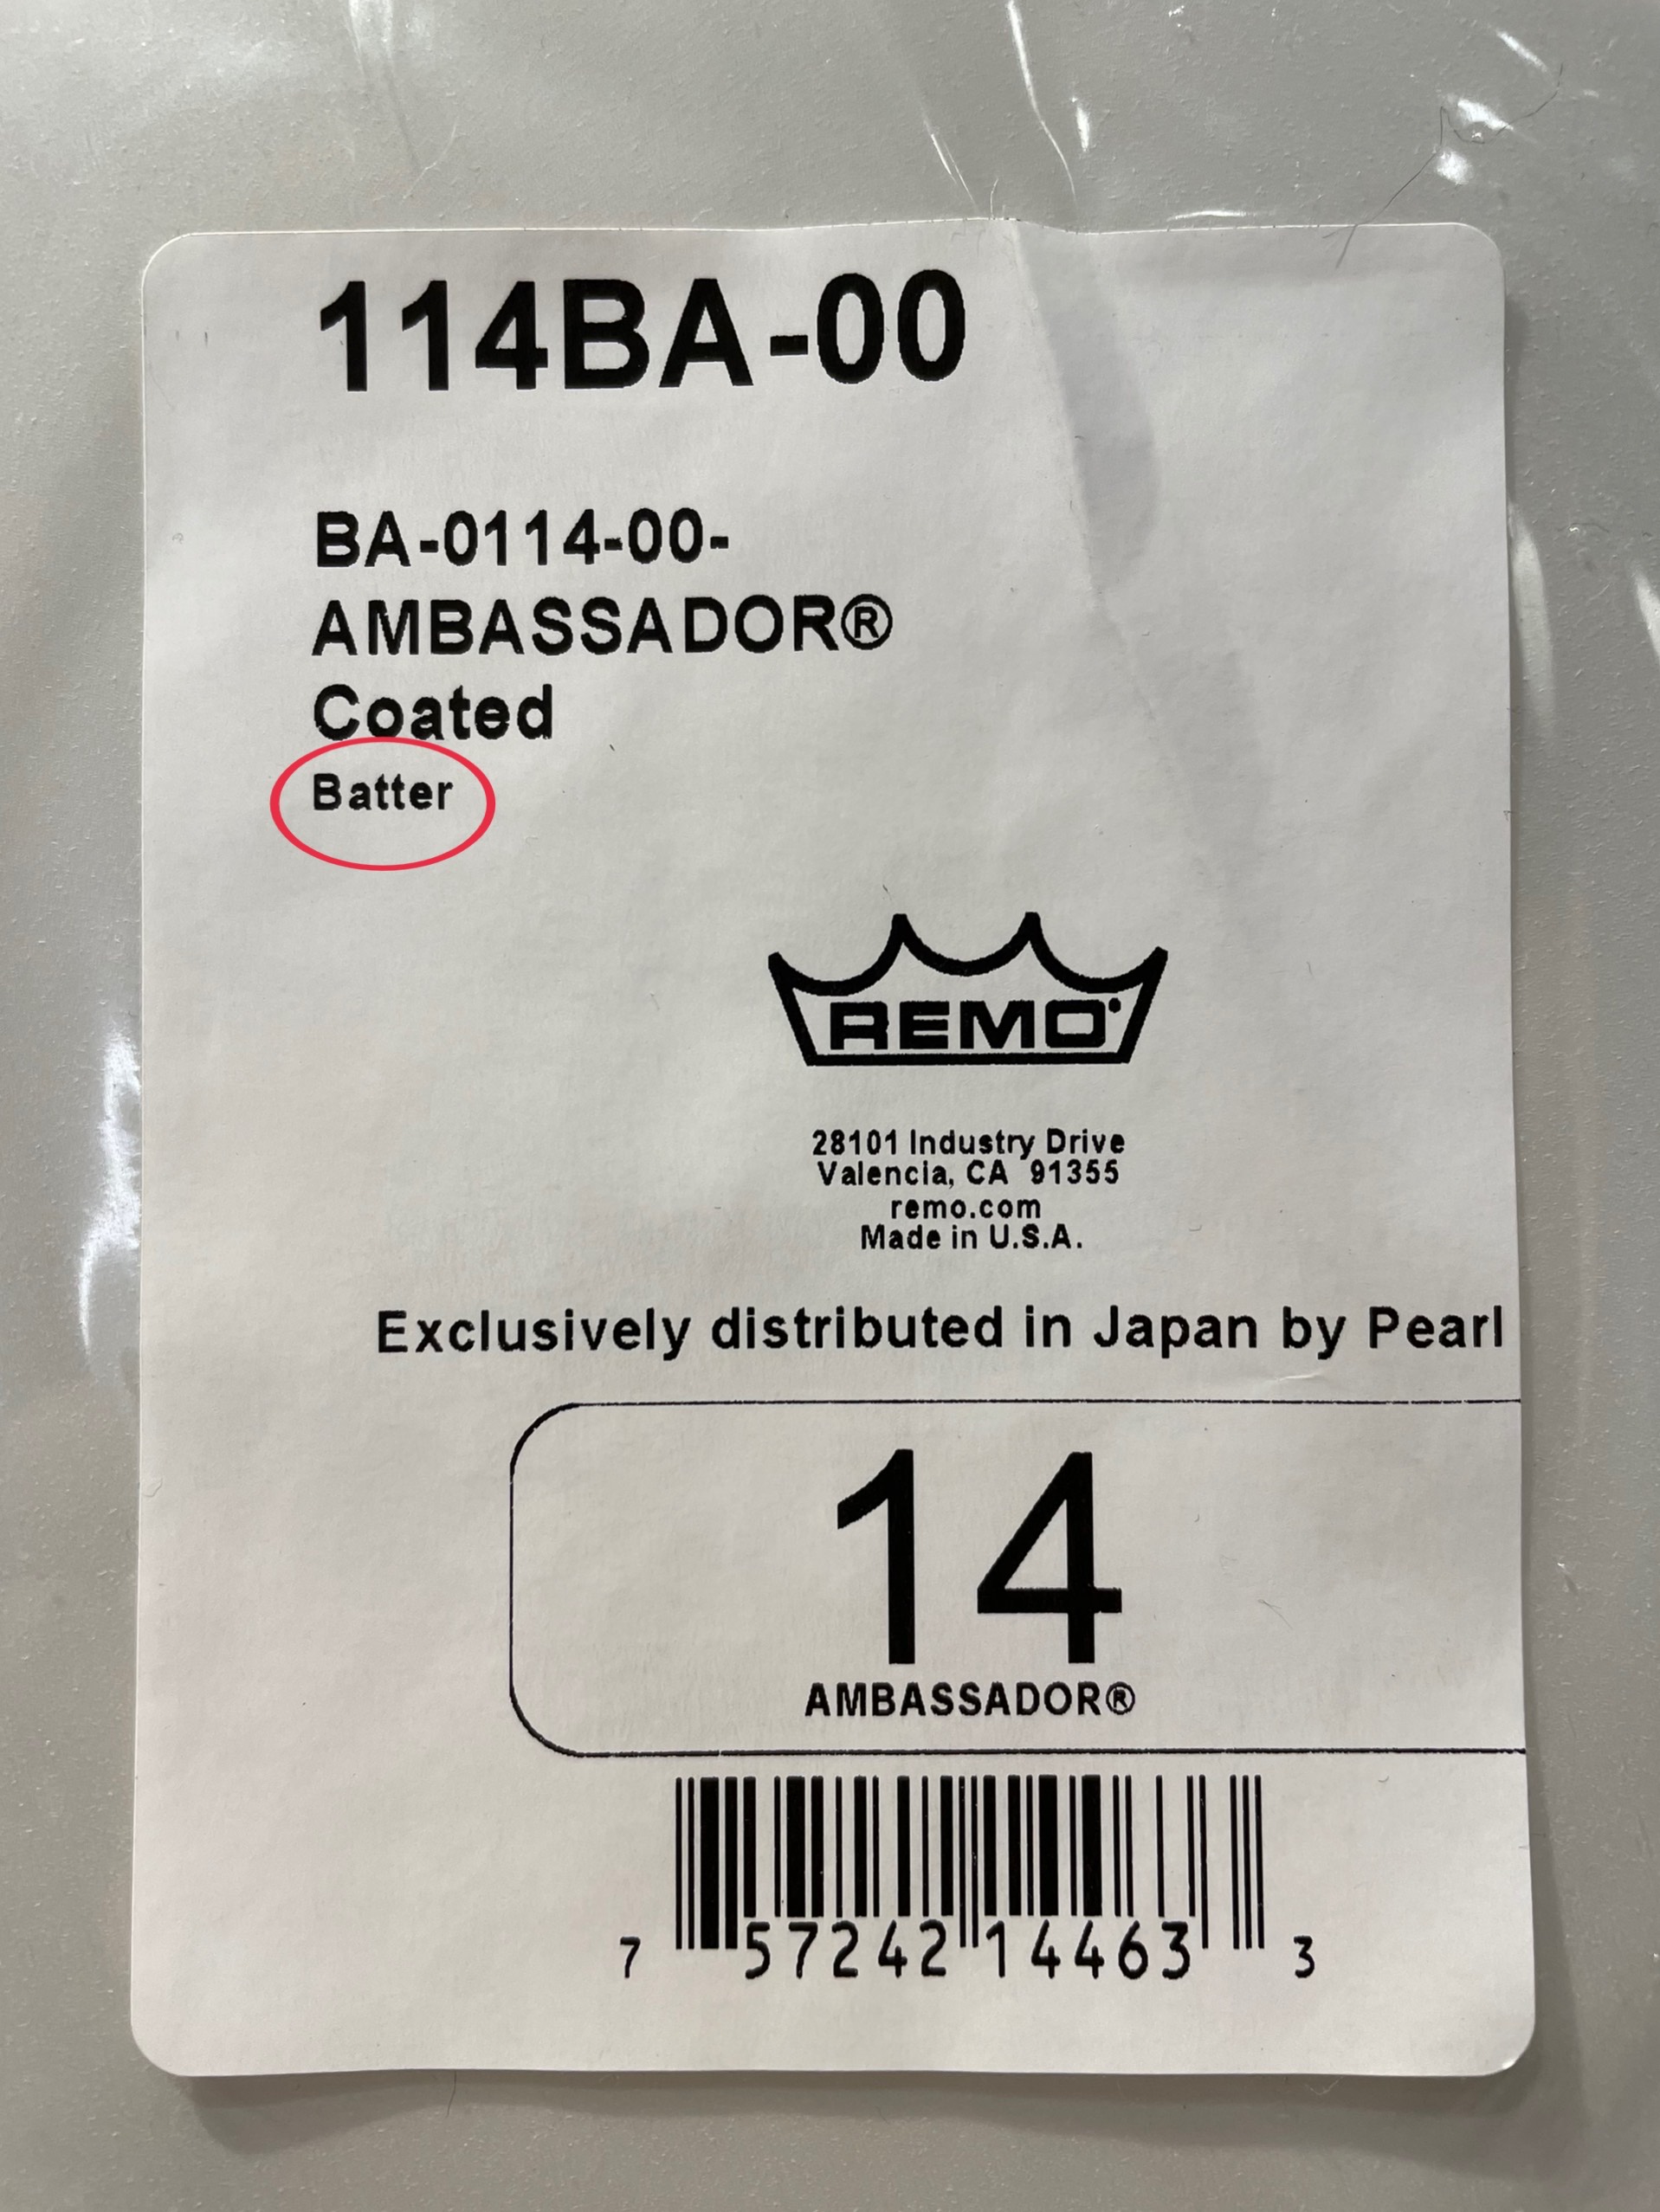 114BA-00
BA-0114-00-
AMBASSADOR®
Coated
Batter
REMO
28101 Industry Drive
Valencia, CA 91355
remo.com
Made in U.S.A.
Exclusively distributed in Japan by Pearl
14
AMBASSADOR®
7 57242 14463 3